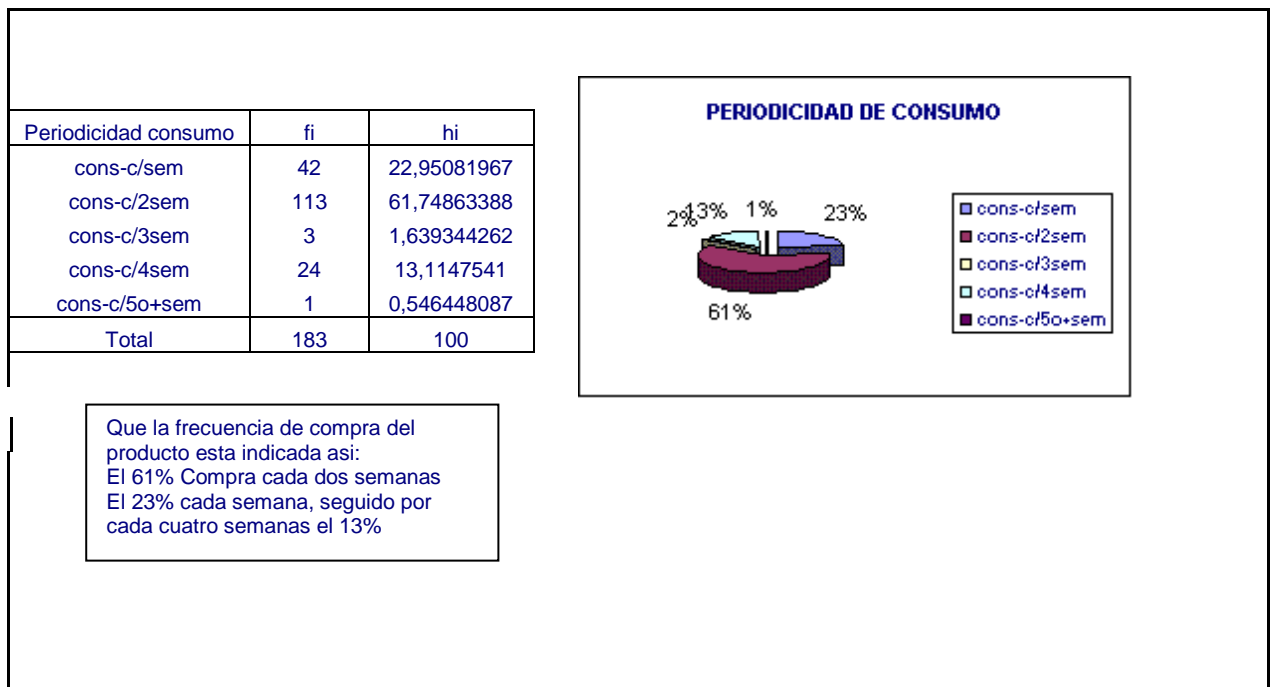 Periodicidad consumo fi hi
cons-c/sem 42 22,95081967
cons-c/2sem 113 61,74863388
cons-c/3sem 3 1,639344262
cons-c/4sem 24 13,1147541
cons-c/5o+sem 1 0,546448087
Total 183 100
PERIODICIDAD DE CONSUMO
2% 13% 1% 23%
61%
cons-c/sem
cons-c/2sem
cons-c/3sem
cons-c/4sem
cons-c/5o+sem
Que la frecuencia de compra del
producto esta indicada asi:
El 61% Compra cada dos semanas
El 23% cada semana, seguido por
cada cuatro semanas el 13%